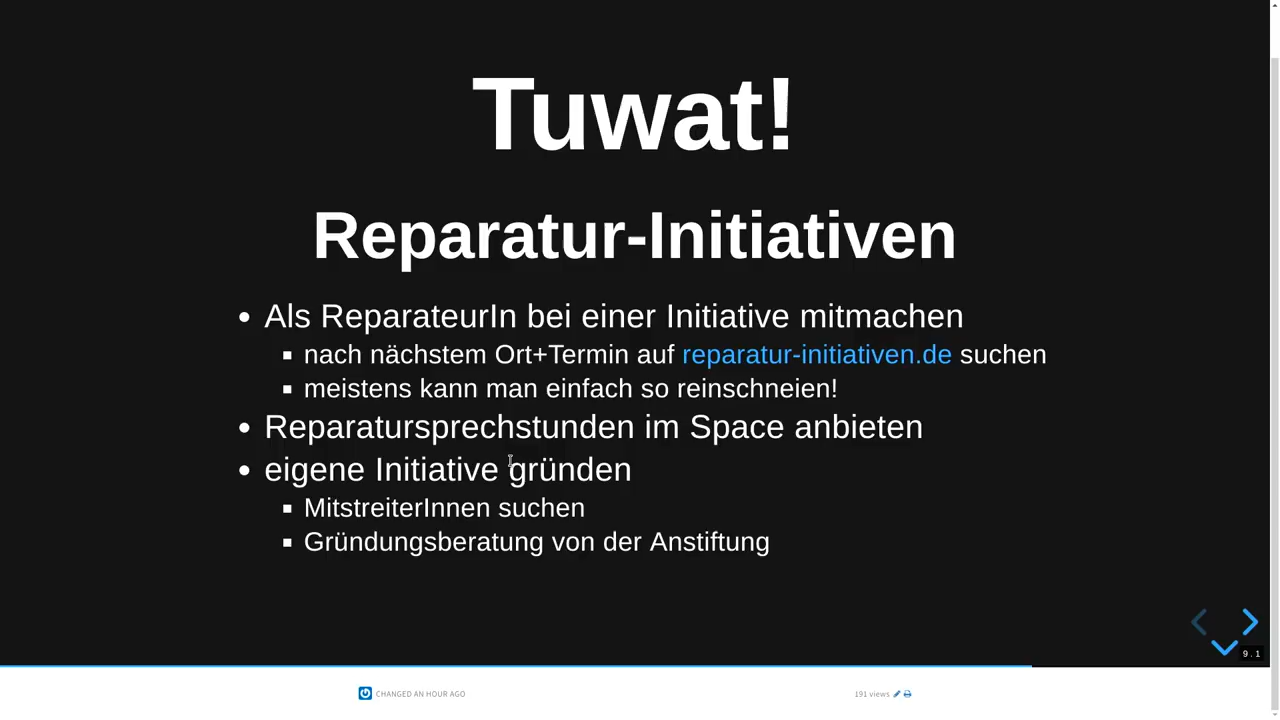 Tuwat!
Reparatur-Initiativen
Als ReparateurIn bei einer Initiative mitmachen
nach nächstem Ort+Termin auf reparatur-initiativen.de suchen
meistens kann man einfach so reinschneien!
Reparatursprechstunden im Space anbieten
eigene Initiative gründen
MitstreiterInnen suchen
Gründungsberatung von der Anstiftung
9.1
CHANGED AN HOUR AGO
191 views